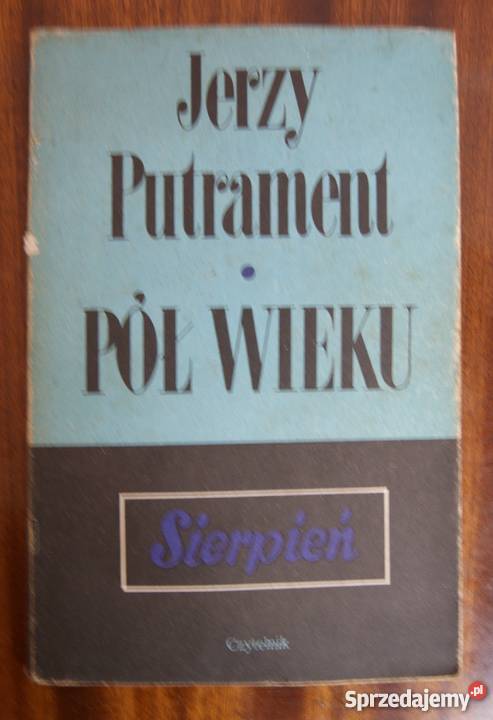 Jerzy
Putrament
•
PÓŁ WIEKU
Sierpień
Czytelnik
Sprzedajemy.pl